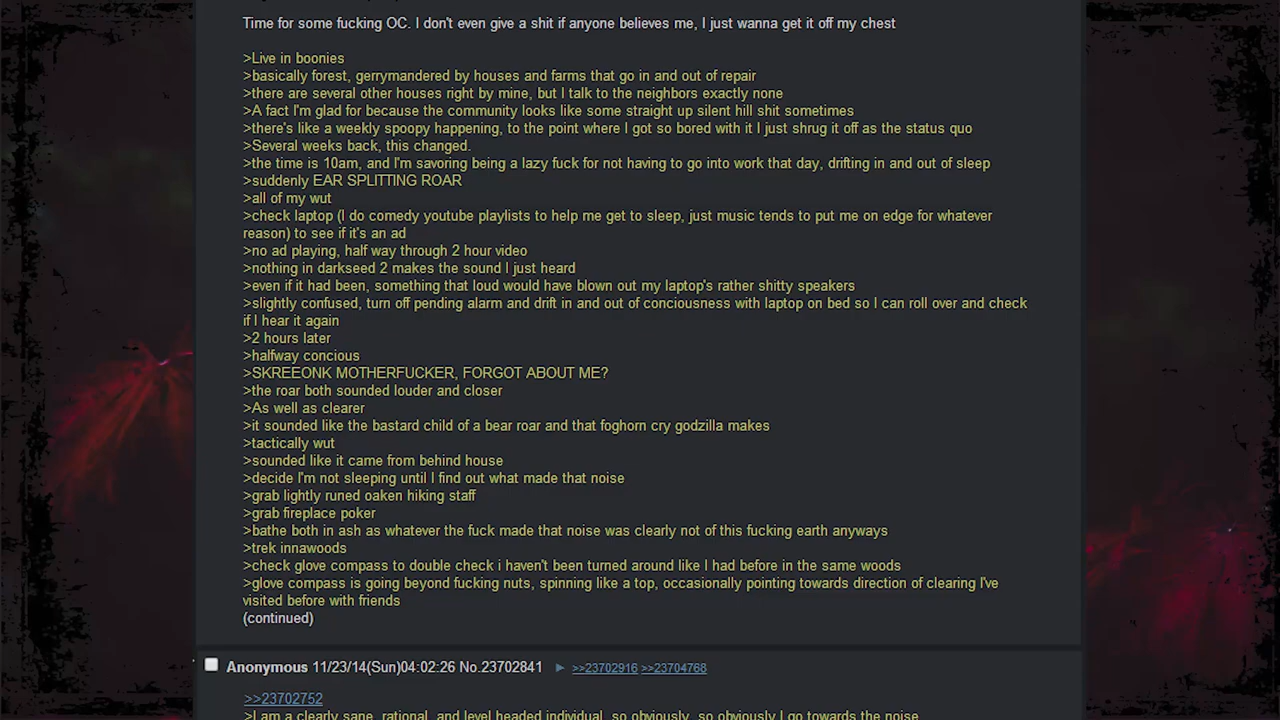 Time for some fucking OC. I don't even give a shit if anyone believes me, I just wanna get it off my chest
>Live in boonies
>basically forest, gerrymandered by houses and farms that go in and out of repair
>there are several other houses right by mine, but I talk to the neighbors exactly none
>A fact I'm glad for because the community looks like some straight up silent hill shit sometimes
>there's like a weekly spoopy happening, to the point where I got so bored with it I just shrug it off as the status quo
>Several weeks back, this changed.
>the time is 10am, and I'm savoring being a lazy fuck for not having to go into work that day, drifting in and out of sleep
>suddenly EAR SPLITTING ROAR
>all of my wut
>check laptop (I do comedy youtube playlists to help me get to sleep, just music tends to put me on edge for whatever
reason) to see if it's an ad
>no ad playing, half way through 2 hour video
>nothing in darkseed 2 makes the sound I just heard
>even if it had been, something that loud would have blown out my laptop's rather shitty speakers
>slightly confused, turn off pending alarm and drift in and out of conciousness with laptop on bed so I can roll over and check
if I hear it again
>2 hours later
>halfway concious
>SKREEONK MOTHERFUCKER, FORGOT ABOUT ME?
>the roar both sounded louder and closer
>As well as clearer
>it sounded like the bastard child of a bear roar and that foghorn cry godzilla makes
>tactically wut
>sounded like it came from behind house
>decide I'm not sleeping until I find out what made that noise
>grab lightly runed oaken hiking staff
>grab fireplace poker
>bathe both in ash as whatever the fuck made that noise was clearly not of this fucking earth anyways
>trek innawoods
>check glove compass to double check i haven't been turned around like I had before in the same woods
>glove compass is going beyond fucking nuts, spinning like a top, occasionally pointing towards direction of clearing I've
visited before with friends
(continued)
Anonymous 11/23/14(Sun)04:02:26 No.23702841 ► >>23702916 >>23704768
>>23702752
>I am a clearly sane, rational, and level headed individual, so obviously, so obviously I go towards the noise